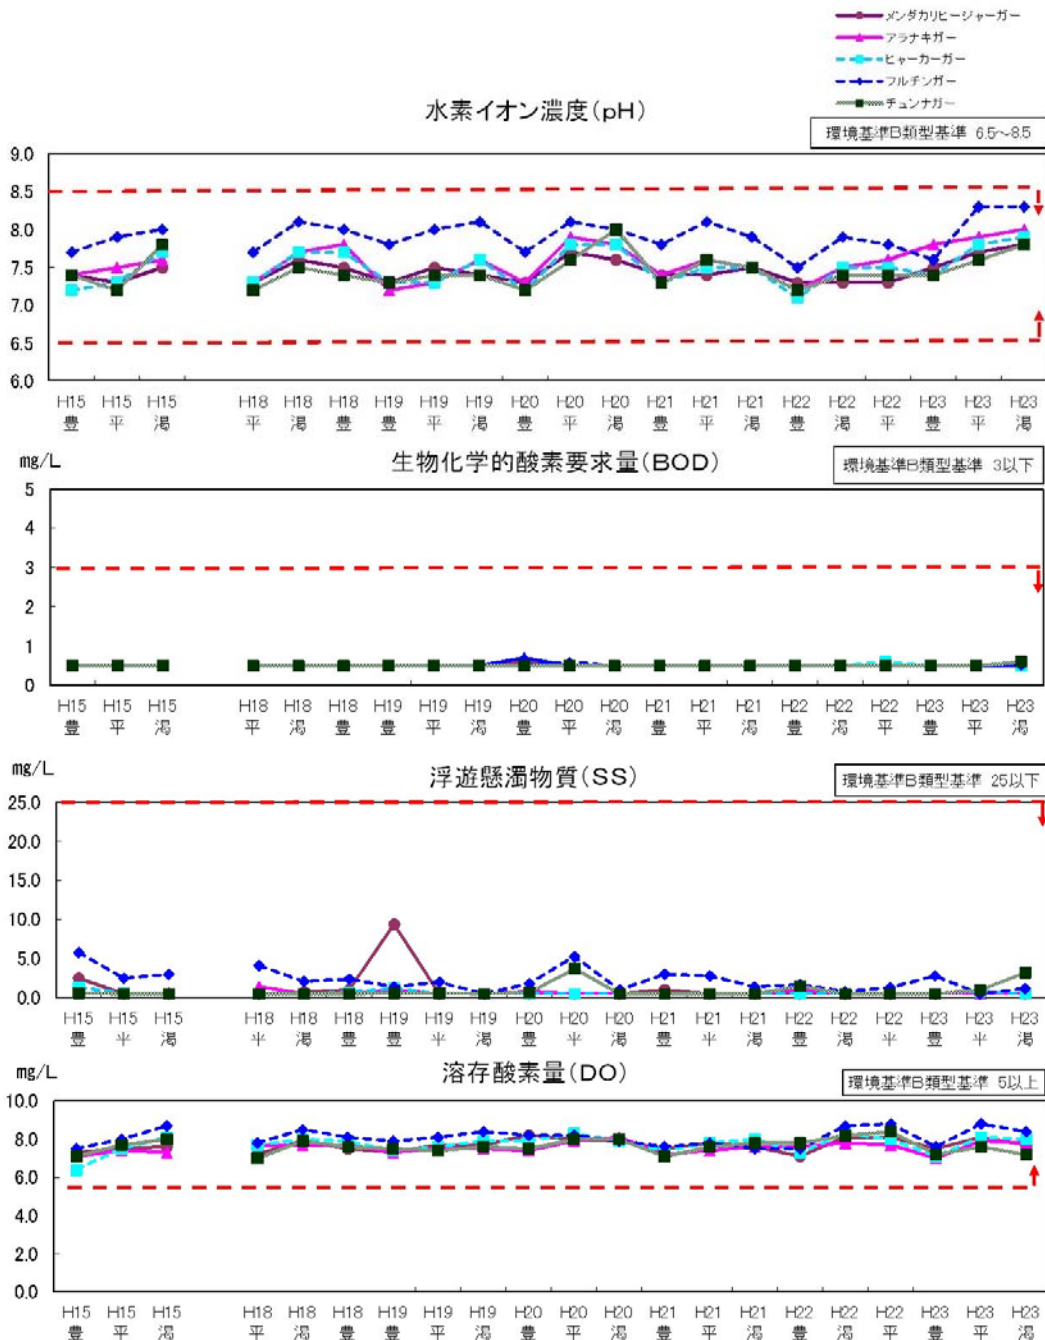 メンダカリヒージャーガー
アラナキガー
ヒャーカーガー
フルチンガー
チュンナガー
水素イオン濃度(pH)
環境基準B類型基準 6.5~8.5
9.0
8.5
8.0
7.5
7.0
6.5
6.0
H15 H15 H15 H18 H18 H18 H19 H19 H19 H20 H20 H20 H21 H21 H21 H22 H22 H22 H23 H23 H23
豊 平 渇 平 渇 豊 豊 平 渇 豊 平 渇 豊 平 渇 豊 渇 平 豊 平 渇
mg/L
生物化学的酸素要求量(BOD)
環境基準B類型基準 3以下
5
4
3
2
1
0
H15 H15 H15 H18 H18 H18 H19 H19 H19 H20 H20 H20 H21 H21 H21 H22 H22 H22 H23 H23 H23
豊 平 渇 平 渇 豊 豊 平 渇 豊 平 渇 豊 平 渇 豊 渇 平 豊 平 渇
mg/L
浮遊懸濁物質(SS)
環境基準B類型基準 25以下
25.0
20.0
15.0
10.0
5.0
0.0
H15 H15 H15 H18 H18 H18 H19 H19 H19 H20 H20 H20 H21 H21 H21 H22 H22 H22 H23 H23 H23
豊 平 渇 平 渇 豊 豊 平 渇 豊 平 渇 豊 平 渇 豊 渇 平 豊 平 渇
mg/L
溶存酸素量(DO)
環境基準B類型基準 5以上
10.0
8.0
6.0
4.0
2.0
0.0
H15 H15 H15 H18 H18 H18 H19 H19 H19 H20 H20 H20 H21 H21 H21 H22 H22 H22 H23 H23 H23
豊 平 渇 平 渇 豊 豊 平 渇 豊 平 渇 豊 平 渇 豊 渇 平 豊 平 渇